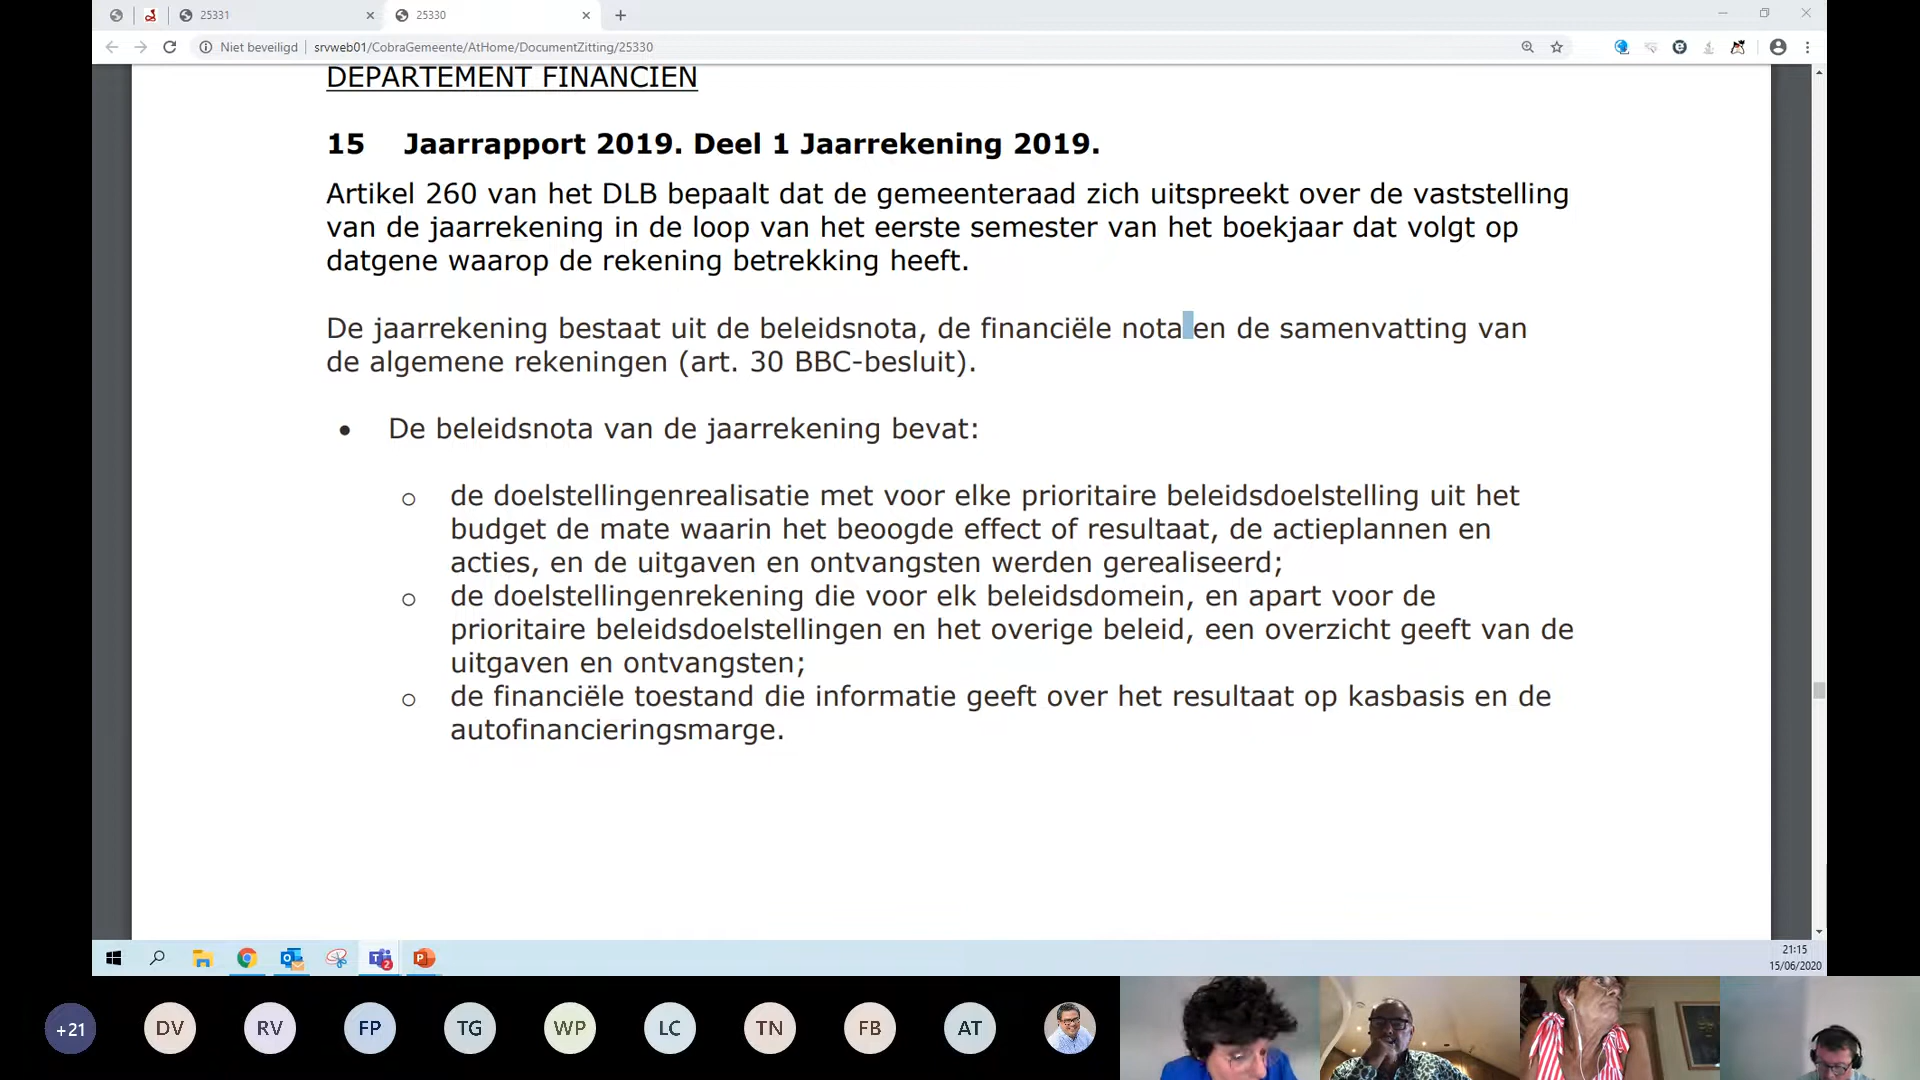 25331
25330
Niet beveiligd
srvweb01/CobraGemeente/AtHome/DocumentZitting/25330
DEPARTEMENT FINANCIEN
15 Jaarrapport 2019. Deel 1 Jaarrekening 2019.
Artikel 260 van het DLB bepaalt dat de gemeenteraad zich uitspreekt over de vaststelling
van de jaarrekening in de loop van het eerste semester van het boekjaar dat volgt op
datgene waarop de rekening betrekking heeft.
De jaarrekening bestaat uit de beleidsnota, de financiële nota en de samenvatting van
de algemene rekeningen (art. 30 BBC-besluit).
• De beleidsnota van de jaarrekening bevat:
o de doelstellingenrealisatie met voor elke prioritaire beleidsdoelstelling uit het
budget de mate waarin het beoogde effect of resultaat, de actieplannen en
acties, en de uitgaven en ontvangsten werden gerealiseerd;
o de doelstellingenrekening die voor elk beleidsdomein, en apart voor de
prioritaire beleidsdoelstellingen en het overige beleid, een overzicht geeft van de
uitgaven en ontvangsten;
o de financiële toestand die informatie geeft over het resultaat op kasbasis en de
autofinancieringsmarge.
21:15
15/06/2020
+21
DV
RV
FP
TG
WP
LC
TN
FB
AT